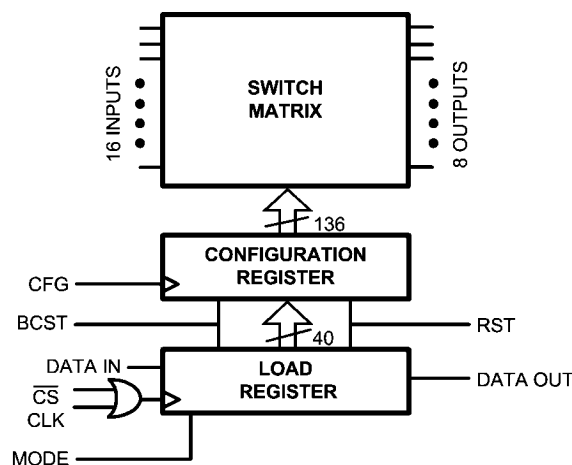 16 INPUTS
SWITCH
MATRIX
8 OUTPUTS
136
CONFIGURATION
REGISTER
CFG
BCST
RST
40
DATA IN
LOAD
REGISTER
DATA OUT
CS
CLK
MODE